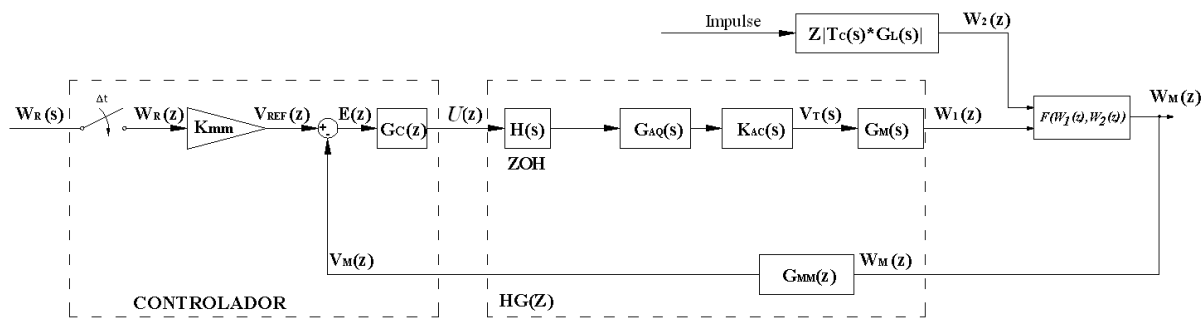 Impulse
Z|TC(s)*GL(s)|
W2(z)
WR(s)
Δt
WR(z)
Kmm
VREF(z)
+
-
E(z)
GC(z)
U(z)
H(s)
ZOH
GAQ(s)
KAC(s)
VT(s)
GM(s)
W1(z)
F(W1(z),W2(z))
WM(z)
VM(z)
GMM(z)
WM(z)
CONTROLADOR
HG(Z)